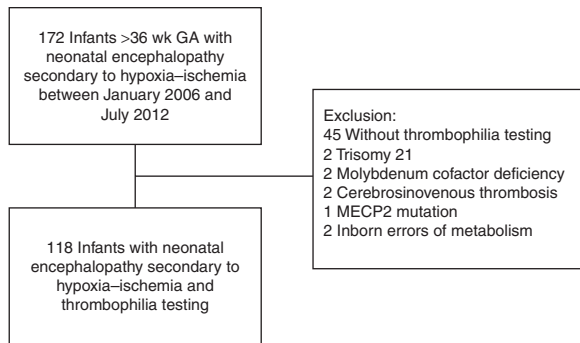 172 Infants >36 wk GA with
neonatal encephalopathy
secondary to hypoxia–ischemia
between January 2006 and
July 2012
Exclusion:
45 Without thrombophilia testing
2 Trisomy 21
2 Molybdenum cofactor deficiency
2 Cerebrosinovenous thrombosis
1 MECP2 mutation
2 Inborn errors of metabolism
118 Infants with neonatal
encephalopathy secondary to
hypoxia–ischemia and
thrombophilia testing